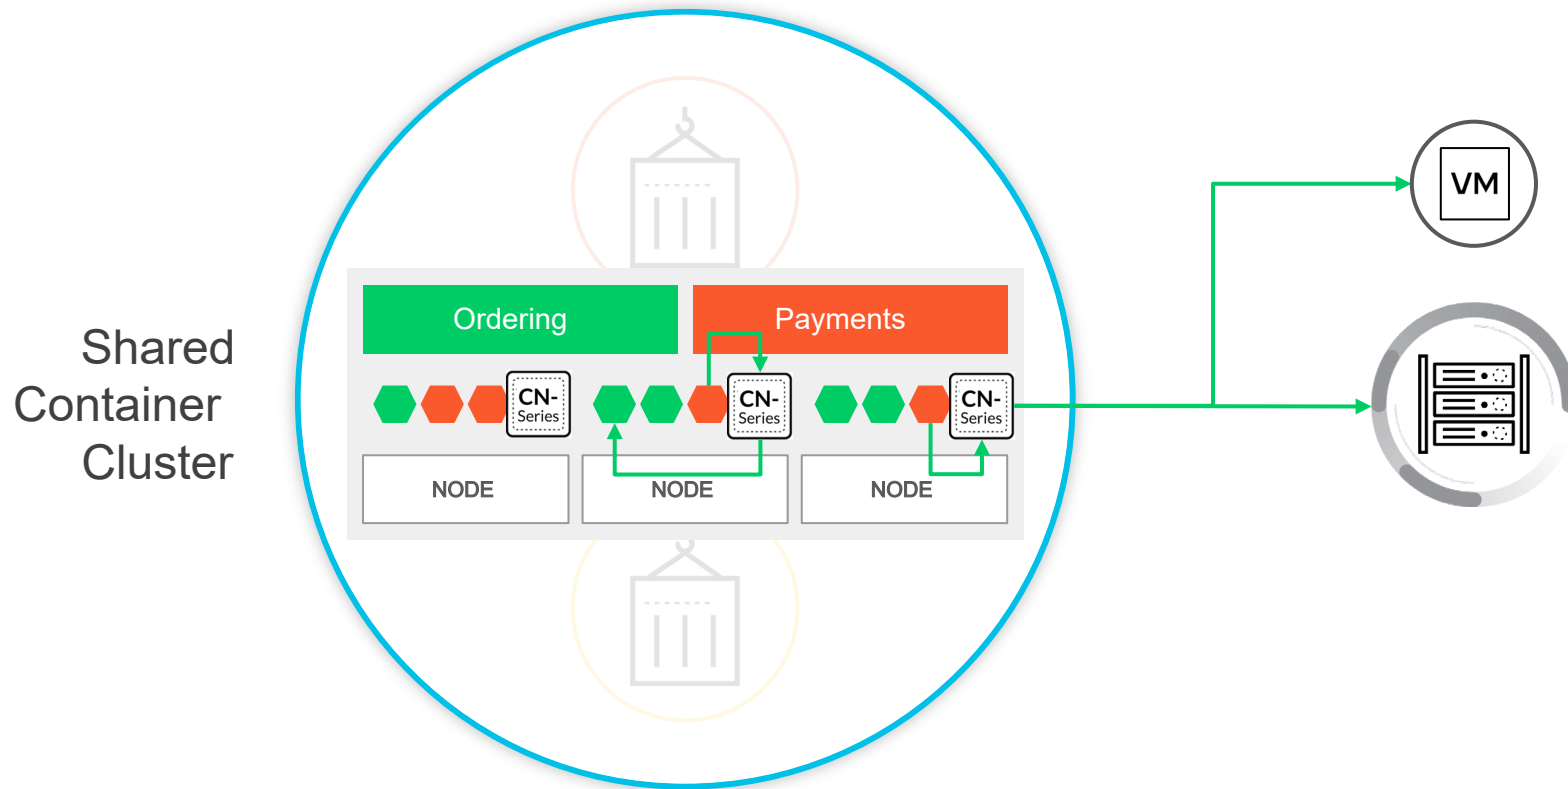 Shared
Container
Cluster
Ordering
Payments
CN-
Series
CN-
Series
CN-
Series
NODE
NODE
NODE
VM